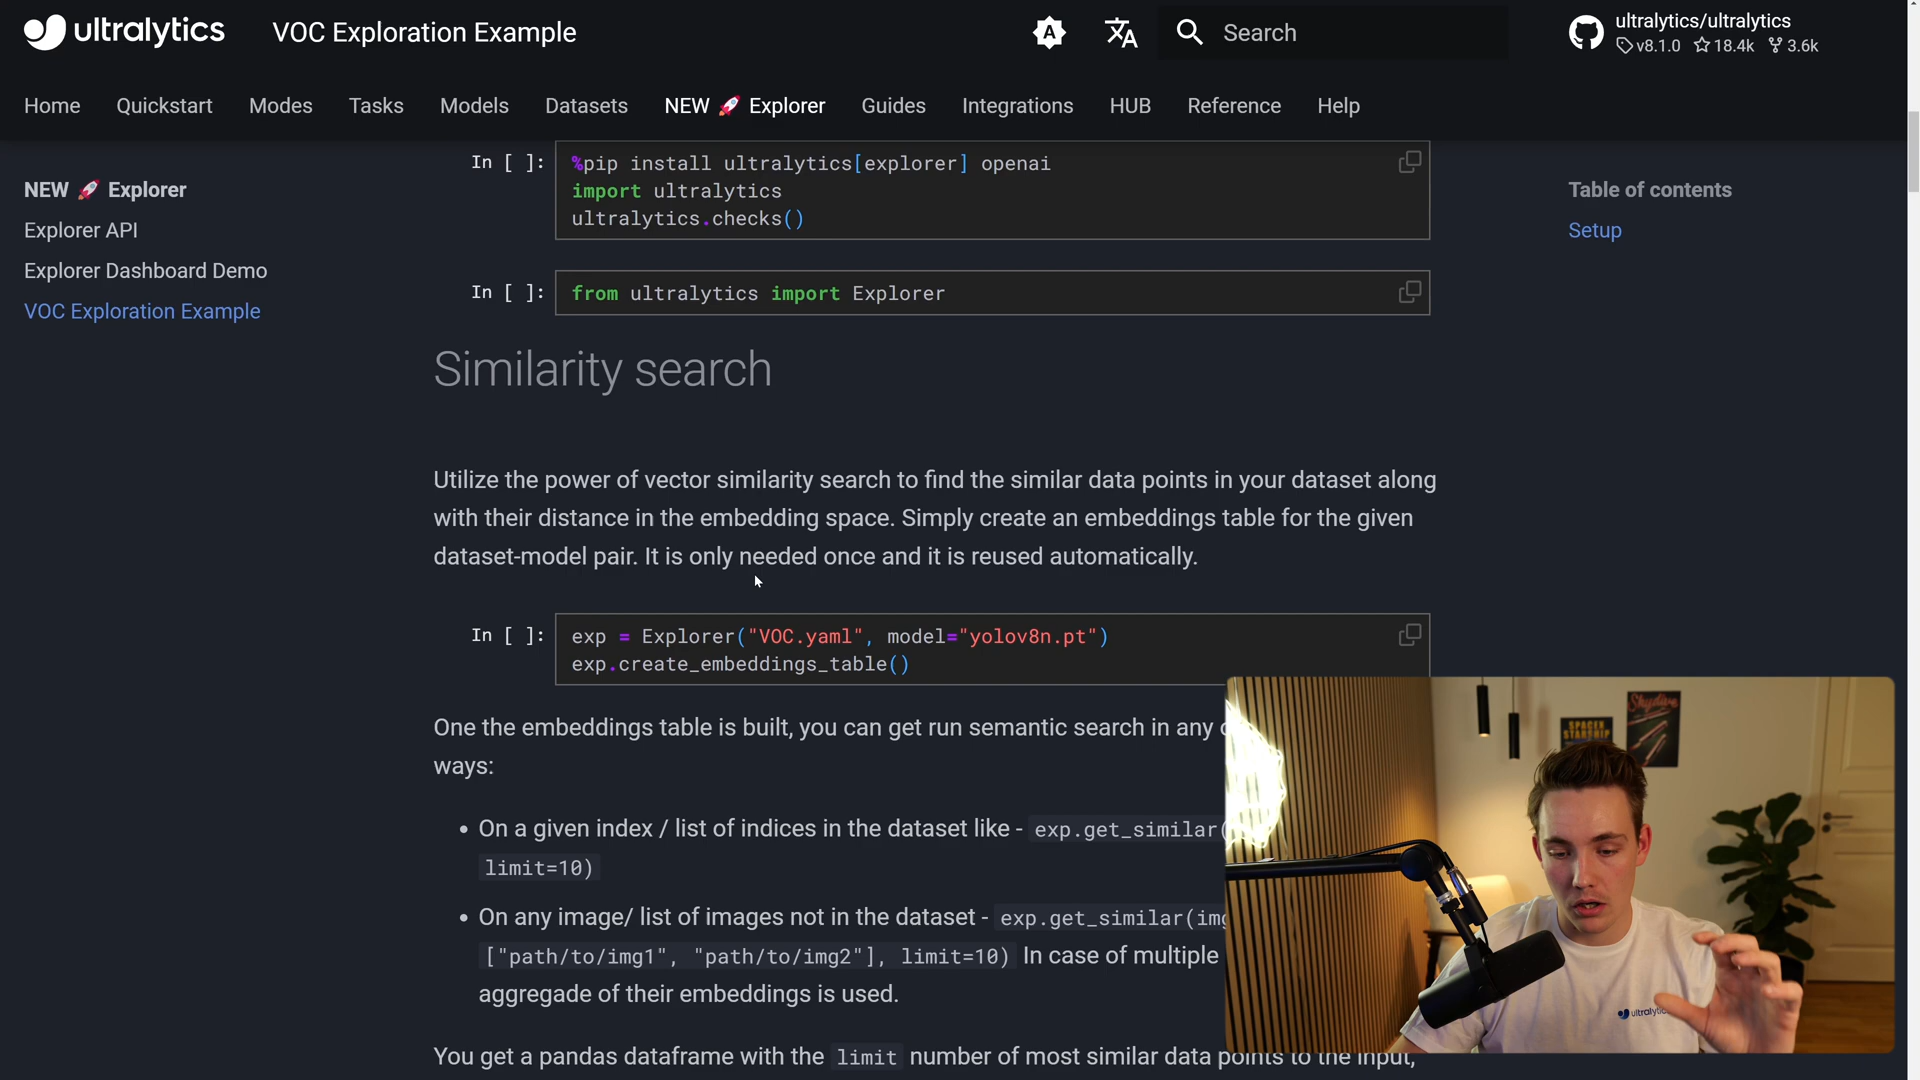 ultralytics
VOC Exploration Example
Search
ultralytics/ultralytics
v8.1.0 18.4k 3.6k
Home Quickstart Modes Tasks Models Datasets NEW 🚀 Explorer Guides Integrations HUB Reference Help
NEW 🚀 Explorer
Explorer API
Explorer Dashboard Demo
VOC Exploration Example
In [ ]:
%pip install ultralytics[explorer] openai
import ultralytics
ultralytics.checks()
In [ ]:
from ultralytics import Explorer
Similarity search
Utilize the power of vector similarity search to find the similar data points in your dataset along
with their distance in the embedding space. Simply create an embeddings table for the given
dataset-model pair. It is only needed once and it is reused automatically.
In [ ]:
exp = Explorer("VOC.yaml", model="yolov8n.pt")
exp.create_embeddings_table()
One the embeddings table is built, you can get run semantic search in any
ways:
• On a given index / list of indices in the dataset like - exp.get_similar(
limit=10)
• On any image/ list of images not in the dataset - exp.get_similar(img
["path/to/img1", "path/to/img2"], limit=10) In case of multiple
aggregade of their embeddings is used.
You get a pandas dataframe with the limit number of most similar data points to the input,
Table of contents
Setup
SPACEX
STARSHIP
Skydive
ultralytics